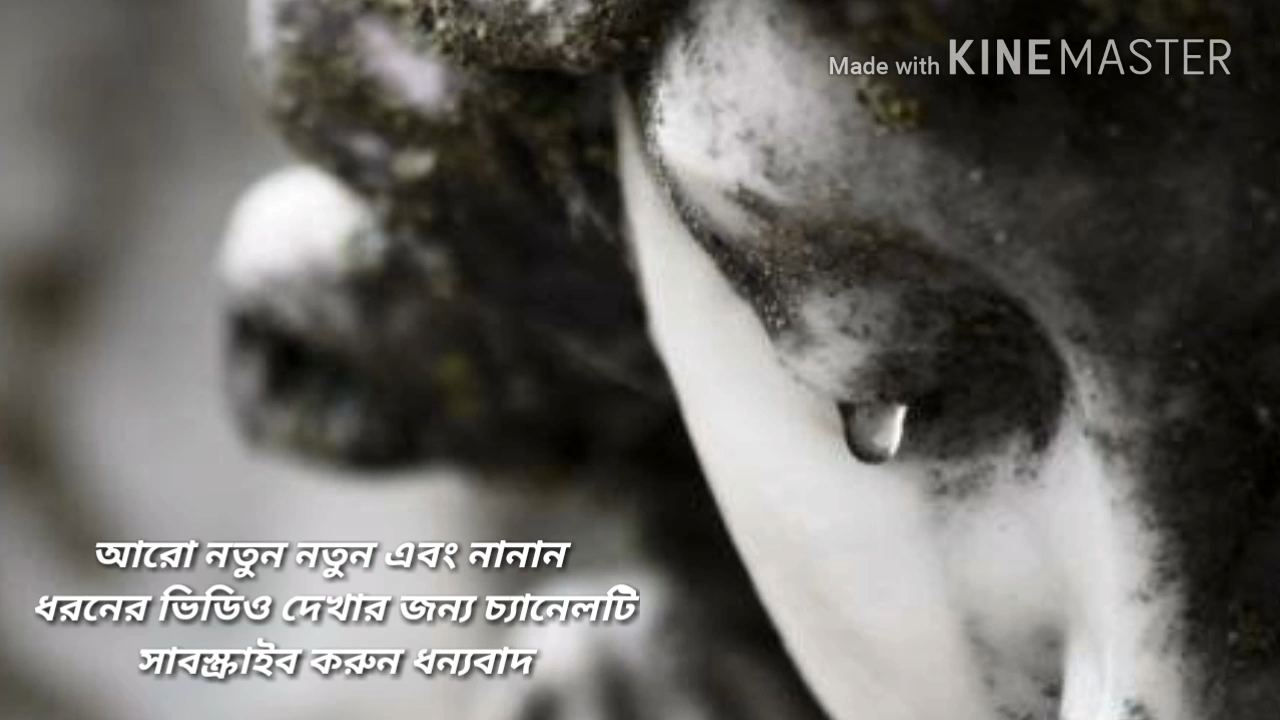 Made with KINEMASTER
আরো নতুন নতুন এবং নানান
ধরনের ভিডিও দেখার জন্য চ্যানেলটি
সাবস্ক্রাইব করুন ধন্যবাদ